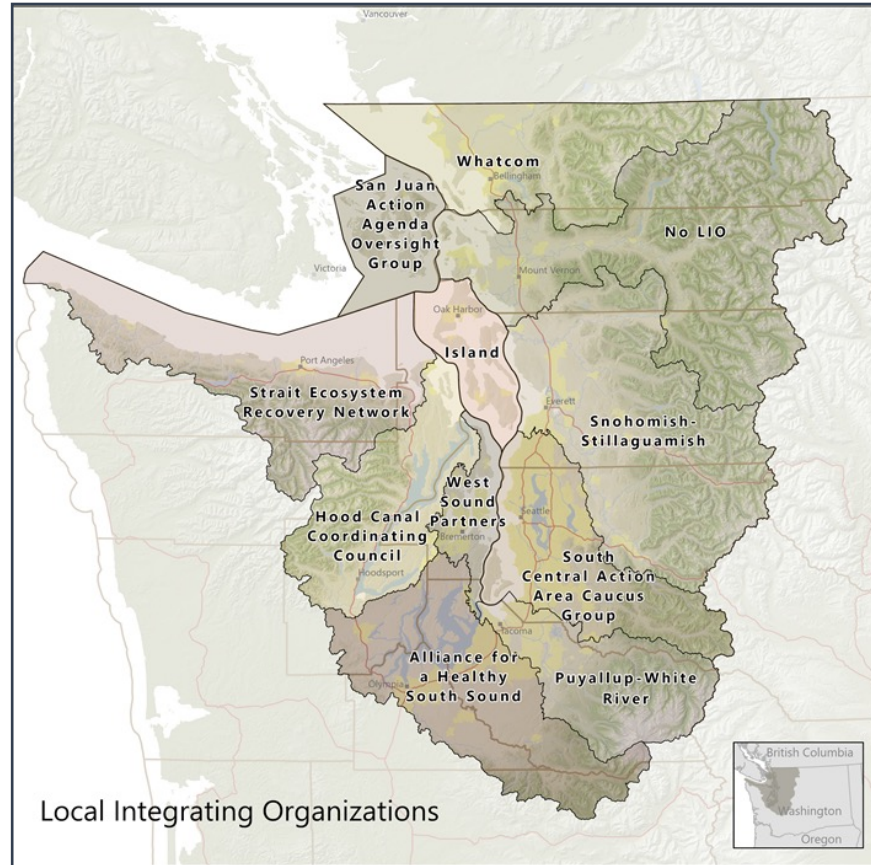 Vancouver
Whatcom
Bellingham
San Juan
Action
Agenda
Oversight
Group
No LIO
Victoria
Mount Vernon
Oak Harbor
Island
Port Angeles
Strait Ecosystem
Recovery Network
Everett
Snohomish-
Stillaguamish
West
Sound
Partners
Seattle
Hood Canal
Coordinating
Council
Bremerton
South
Central Action
Area Caucus
Group
Hoodsport
Tacoma
Alliance for
a Healthy
South Sound
Olympia
Puyallup-White
River
Local Integrating Organizations
British Columbia
Washington
Oregon